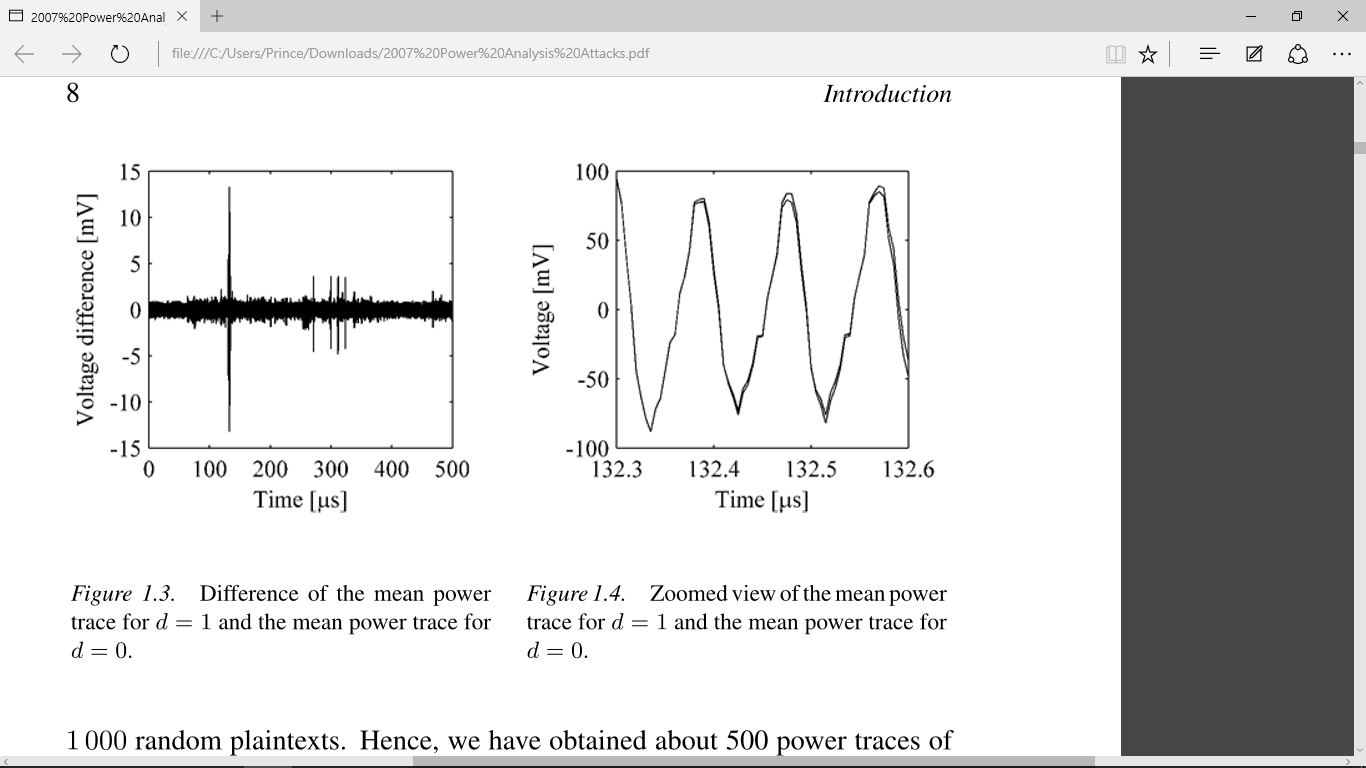 2007%20Power%20Anal
file:///C:/Users/Prince/Downloads/2007%20Power%20Analysis%20Attacks.pdf
8 Introduction
15
10
5
0
-5
-10
-15
Voltage difference [mV]
0 100 200 300 400 500
Time [µs]
100
50
0
-50
-100
Voltage [mV]
132.3 132.4 132.5 132.6
Time [µs]
Figure 1.3. Difference of the mean power
trace for d = 1 and the mean power trace for
d = 0.
Figure 1.4. Zoomed view of the mean power
trace for d = 1 and the mean power trace for
d = 0.
1 000 random plaintexts. Hence, we have obtained about 500 power traces of